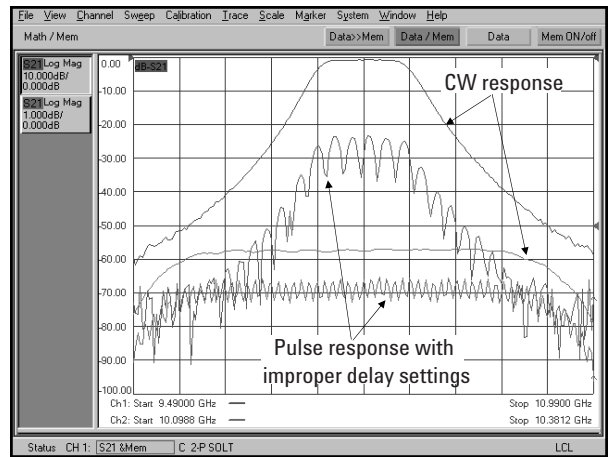 File View Channel Sweep Calibration Trace Scale Marker System Window Help
Math / Mem Data>>Mem Data / Mem Data Mem ON/off
S21 Log Mag
10.000dB/
0.000dB
S21 Log Mag
1.000dB/
0.000dB
dB-S21
0.00
-10.00
-20.00
-30.00
-40.00
-50.00
-60.00
-70.00
-80.00
-90.00
-100.00
CW response
Pulse response with
improper delay settings
Ch1: Start 9.49000 GHz Stop 10.9900 GHz
Ch2: Start 10.0988 GHz Stop 10.3812 GHz
Status CH 1: S21 &Mem C 2-P SOLT LCL